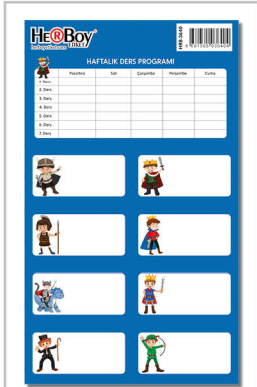 HeRBoy
ETİKET
HRB-3640
HAFTALIK DERS PROGRAMI
Pazartesi Salı Çarşamba Perşembe Cuma
1. Ders
2. Ders
3. Ders
4. Ders
5. Ders
6. Ders
7. Ders